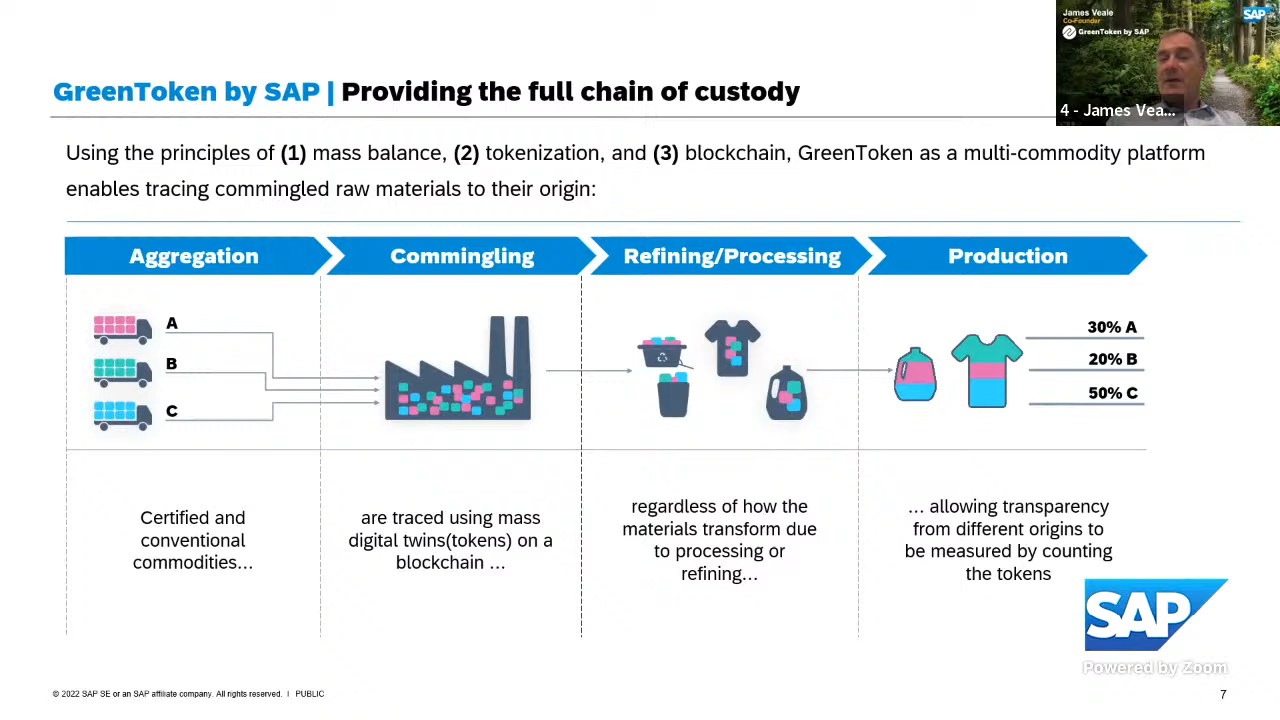 James Veale
Co-Founder
GreenToken by SAP
SAP
4 - James Vea...
GreenToken by SAP | Providing the full chain of custody
Using the principles of (1) mass balance, (2) tokenization, and (3) blockchain, GreenToken as a multi-commodity platform
enables tracing commingled raw materials to their origin:
Aggregation
Commingling
Refining/Processing
Production
A
B
C
30% A
20% B
50% C
Certified and
conventional
commodities…
are traced using mass
digital twins(tokens) on a
blockchain …
regardless of how the
materials transform due
to processing or
refining…
… allowing transparency
from different origins to
be measured by counting
the tokens
SAP
Powered by Zoom
© 2022 SAP SE or an SAP affiliate company. All rights reserved. I PUBLIC
7